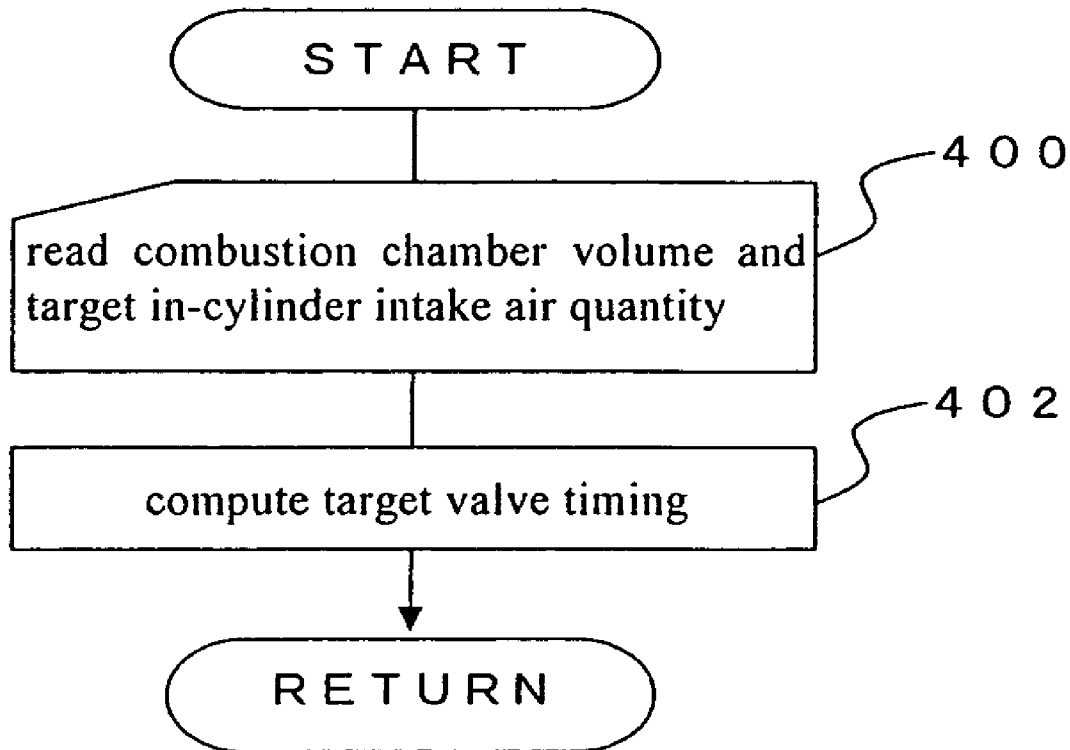 START
400
read combustion chamber volume and
target in-cylinder intake air quantity
402
compute target valve timing
RETURN